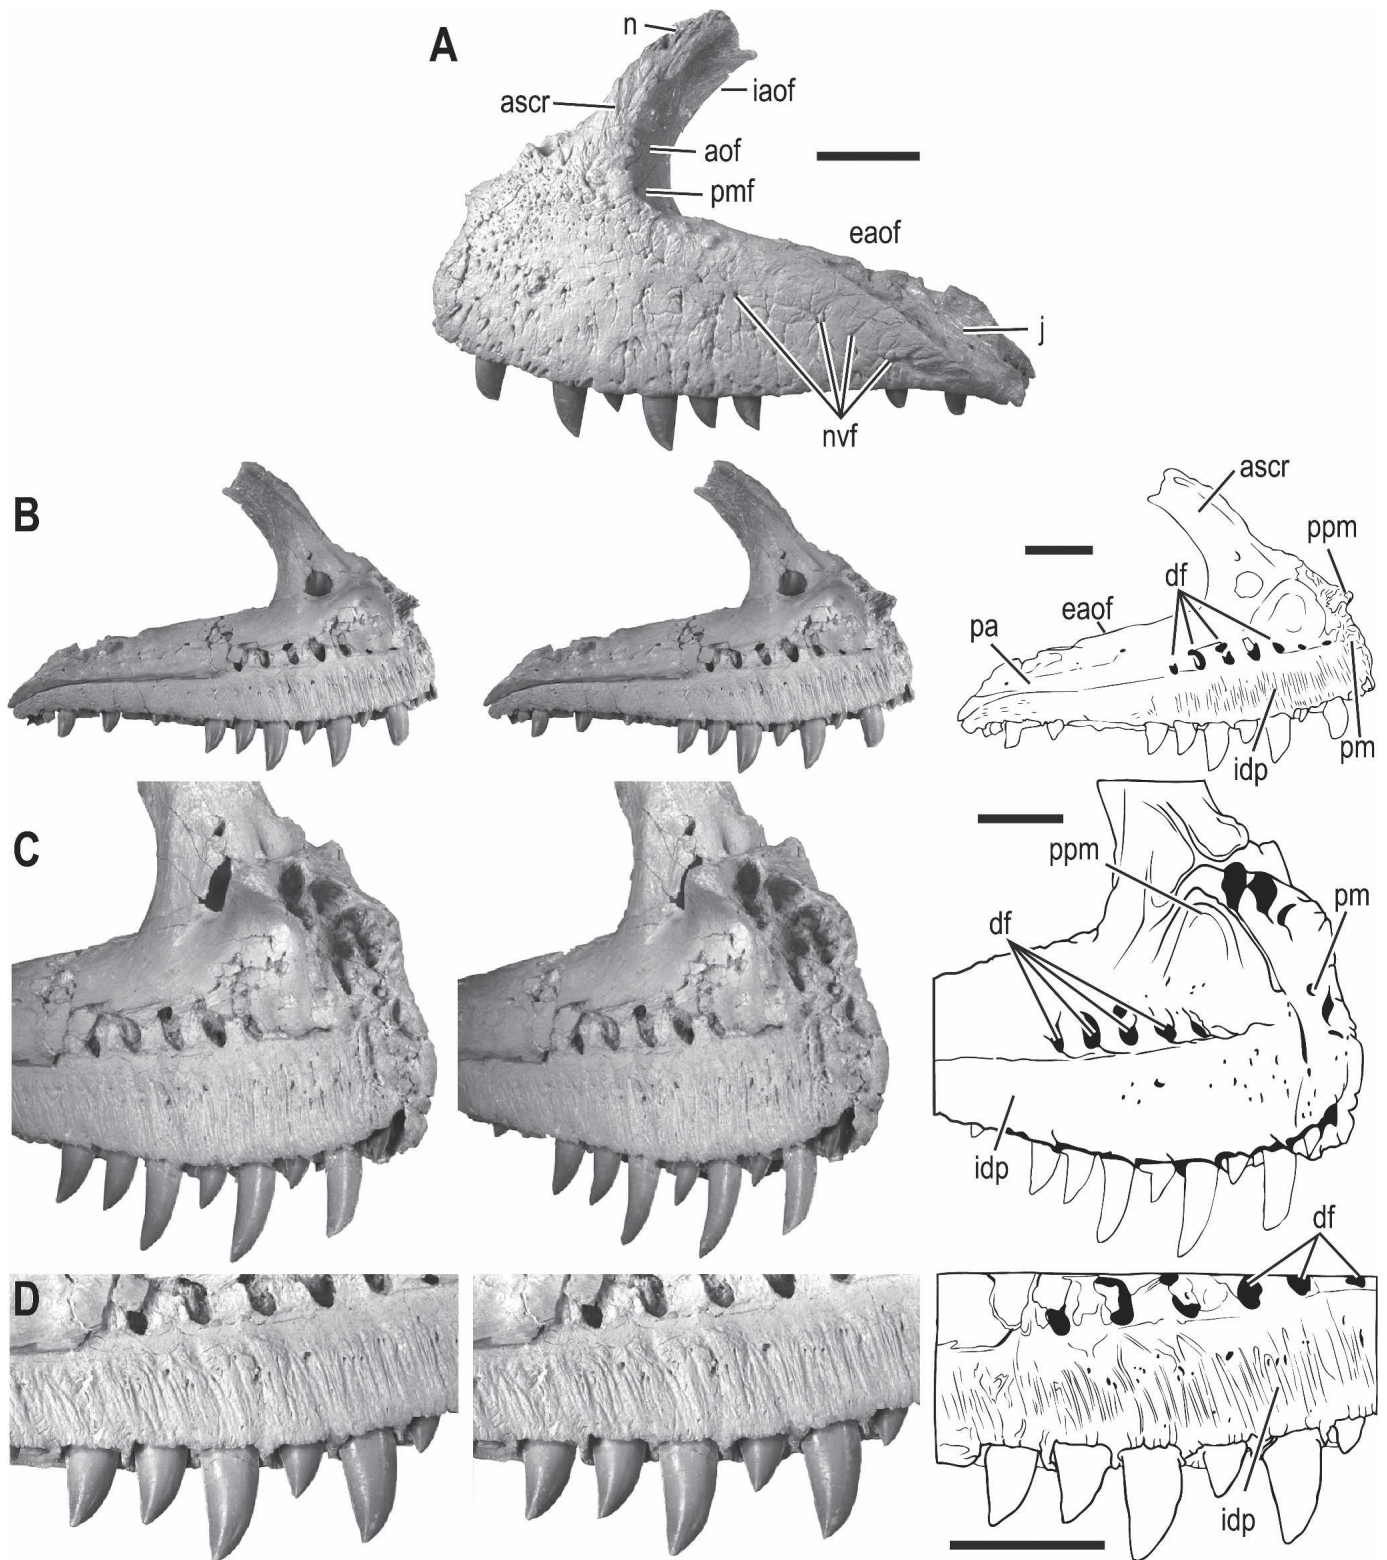 A
n
ascr
iaof
aof
pmf
eaof
j
nvf
B
ascr
ppm
df
eaof
pa
idp
pm
C
ppm
pm
df
idp
D
df
idp